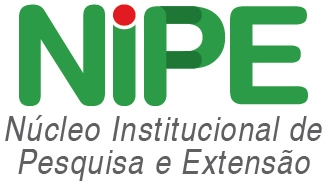 NiPE
Núcleo Institucional de
Pesquisa e Extensão